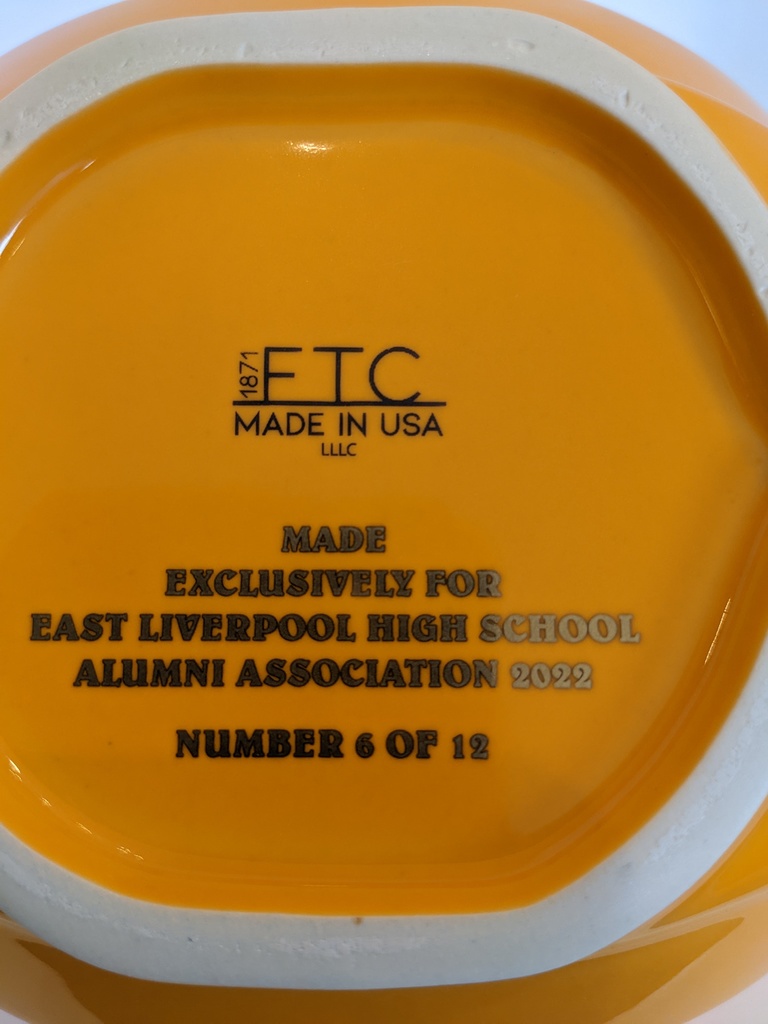 1871 FTC
MADE IN USA
LLLC
MADE
EXCLUSIVELY FOR
EAST LIVERPOOL HIGH SCHOOL
ALUMNI ASSOCIATION 2022
NUMBER 6 OF 12